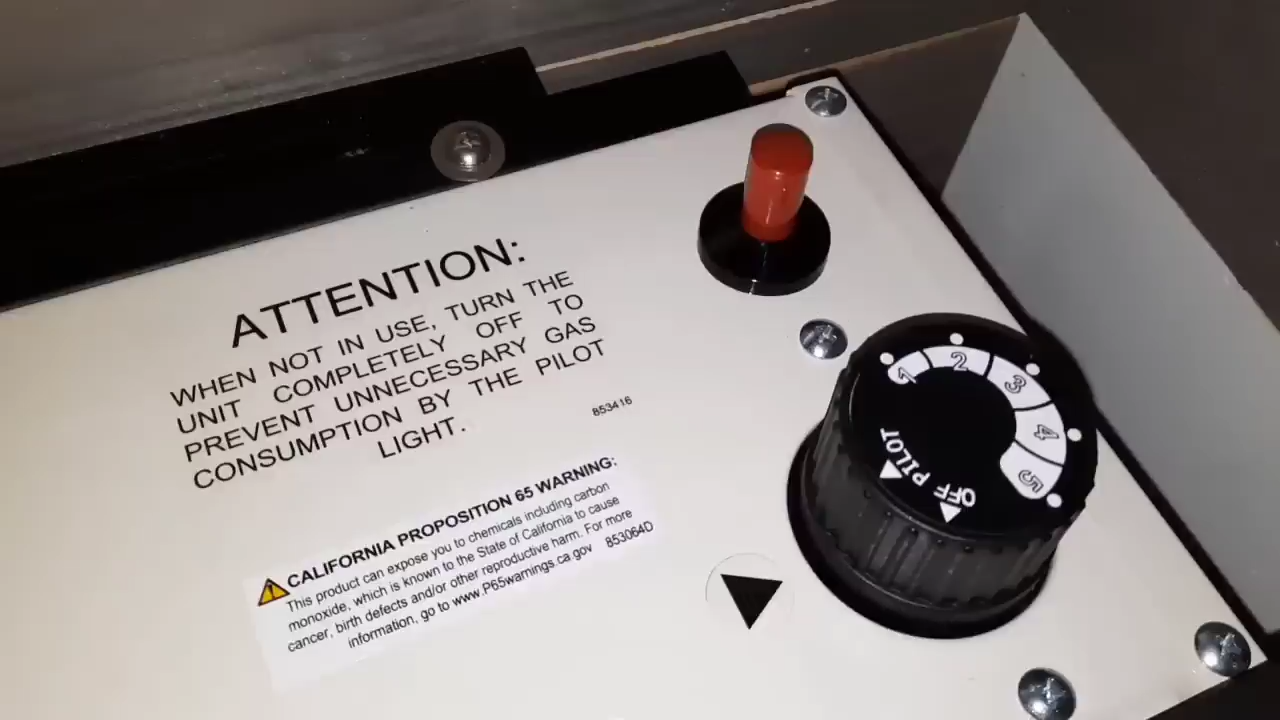 ATTENTION:
WHEN NOT IN USE, TURN THE
UNIT COMPLETELY OFF TO
PREVENT UNNECESSARY GAS
CONSUMPTION BY THE PILOT
LIGHT.
853416
CALIFORNIA PROPOSITION 65 WARNING:
This product can expose you to chemicals including carbon
monoxide, which is known to the State of California to cause
cancer, birth defects and/or other reproductive harm. For more
information, go to www.P65warnings.ca.gov 853064D
1 2 3 4 5
PILOT
OFF